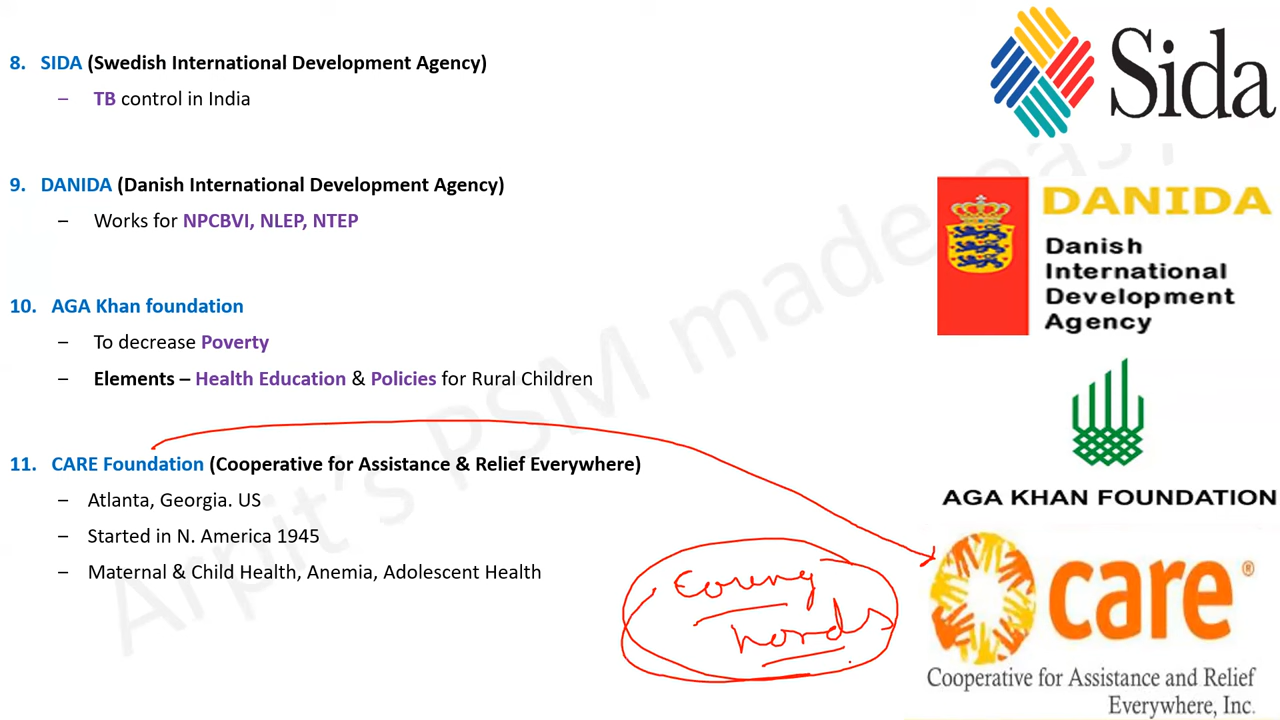 8. SIDA (Swedish International Development Agency)
– TB control in India
9. DANIDA (Danish International Development Agency)
– Works for NPCBVI, NLEP, NTEP
10. AGA Khan foundation
– To decrease Poverty
– Elements – Health Education & Policies for Rural Children
11. CARE Foundation (Cooperative for Assistance & Relief Everywhere)
– Atlanta, Georgia. US
– Started in N. America 1945
– Maternal & Child Health, Anemia, Adolescent Health
Sida
DANIDA
Danish
International
Development
Agency
AGA KHAN FOUNDATION
care®
Cooperative for Assistance and Relief
Everywhere, Inc.
Caring
hands
Arpit's PSM made easy